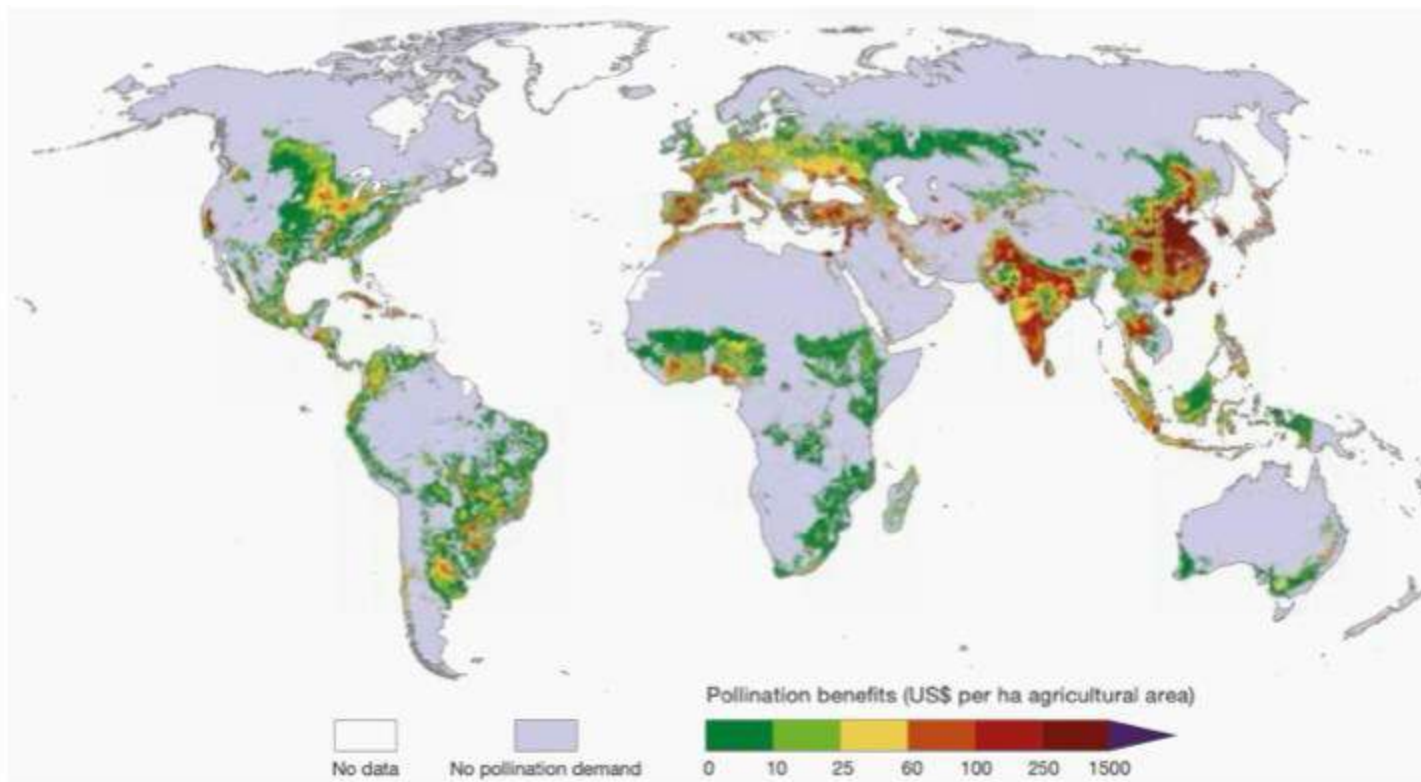 Pollination benefits (US$ per ha agricultural area)
0 10 25 60 100 250 1500
No data No pollination demand